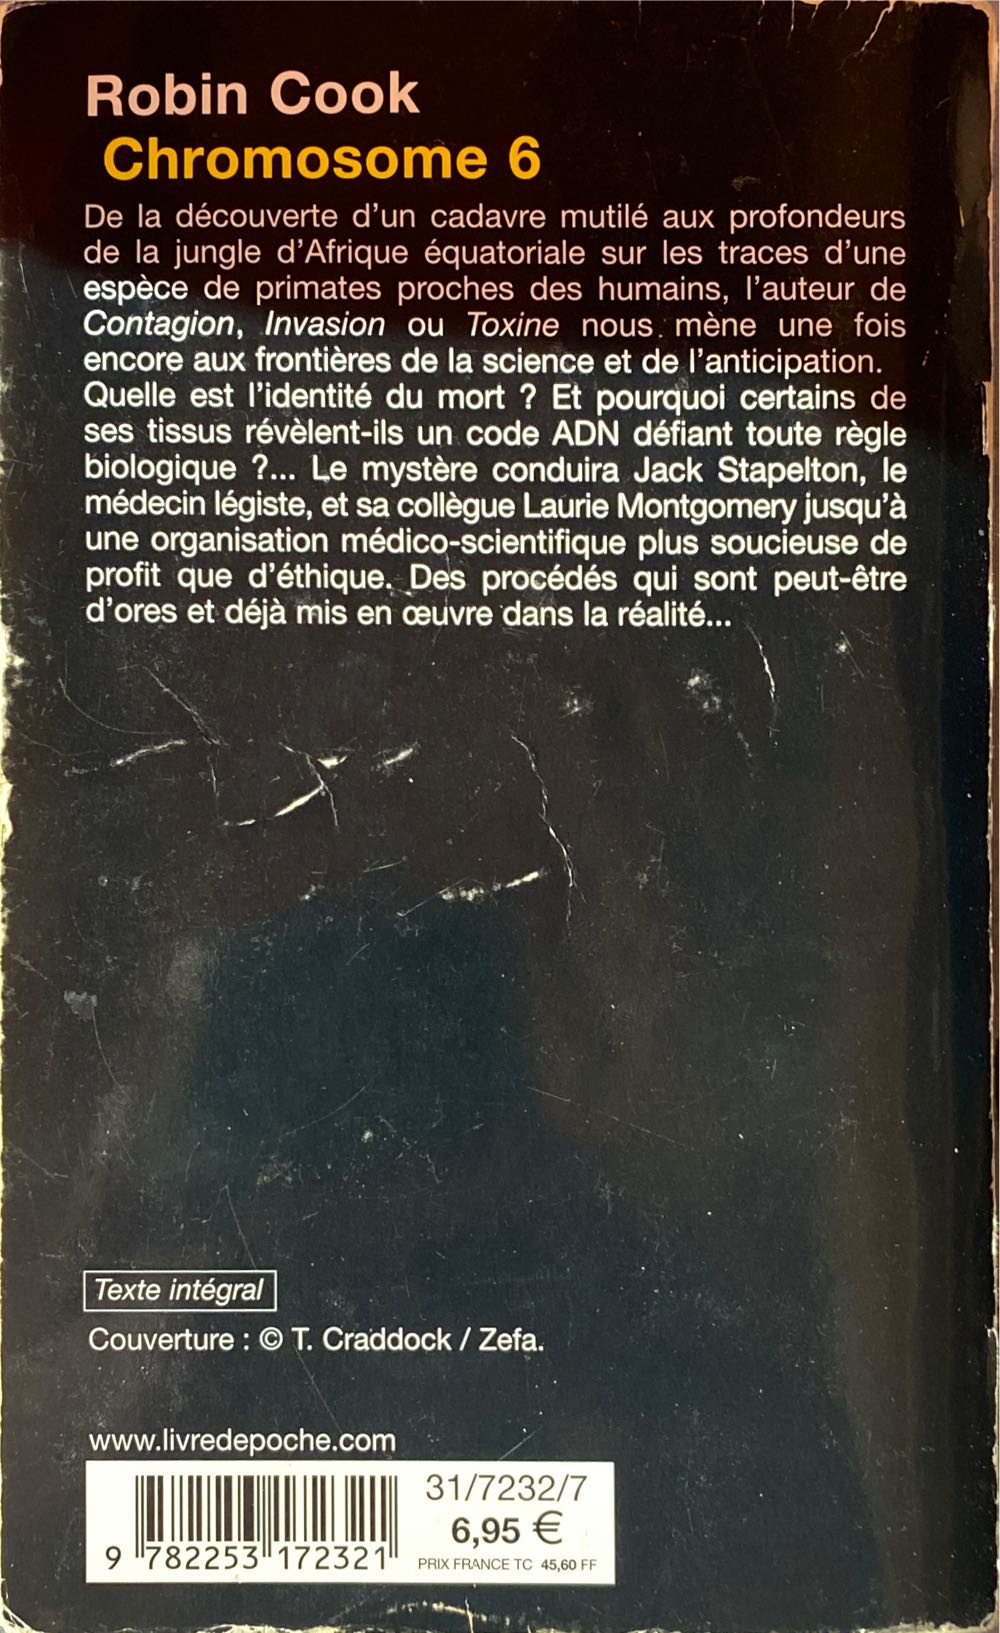 Robin Cook
Chromosome 6
De la découverte d'un cadavre mutilé aux profondeurs
de la jungle d'Afrique équatoriale sur les traces d'une
espèce de primates proches des humains, l'auteur de
Contagion, Invasion ou Toxine nous mène une fois
encore aux frontières de la science et de l'anticipation.
Quelle est l'identité du mort ? Et pourquoi certains de
ses tissus révèlent-ils un code ADN défiant toute règle
biologique ?... Le mystère conduira Jack Stapelton, le
médecin légiste, et sa collègue Laurie Montgomery jusqu'à
une organisation médico-scientifique plus soucieuse de
profit que d'éthique. Des procédés qui sont peut-être
d'ores et déjà mis en œuvre dans la réalité...
Texte intégral
Couverture : © T. Craddock / Zefa.
www.livredepoche.com
31/7232/7
6,95 €
PRIX FRANCE TC 45,60 FF
9 782253 172321